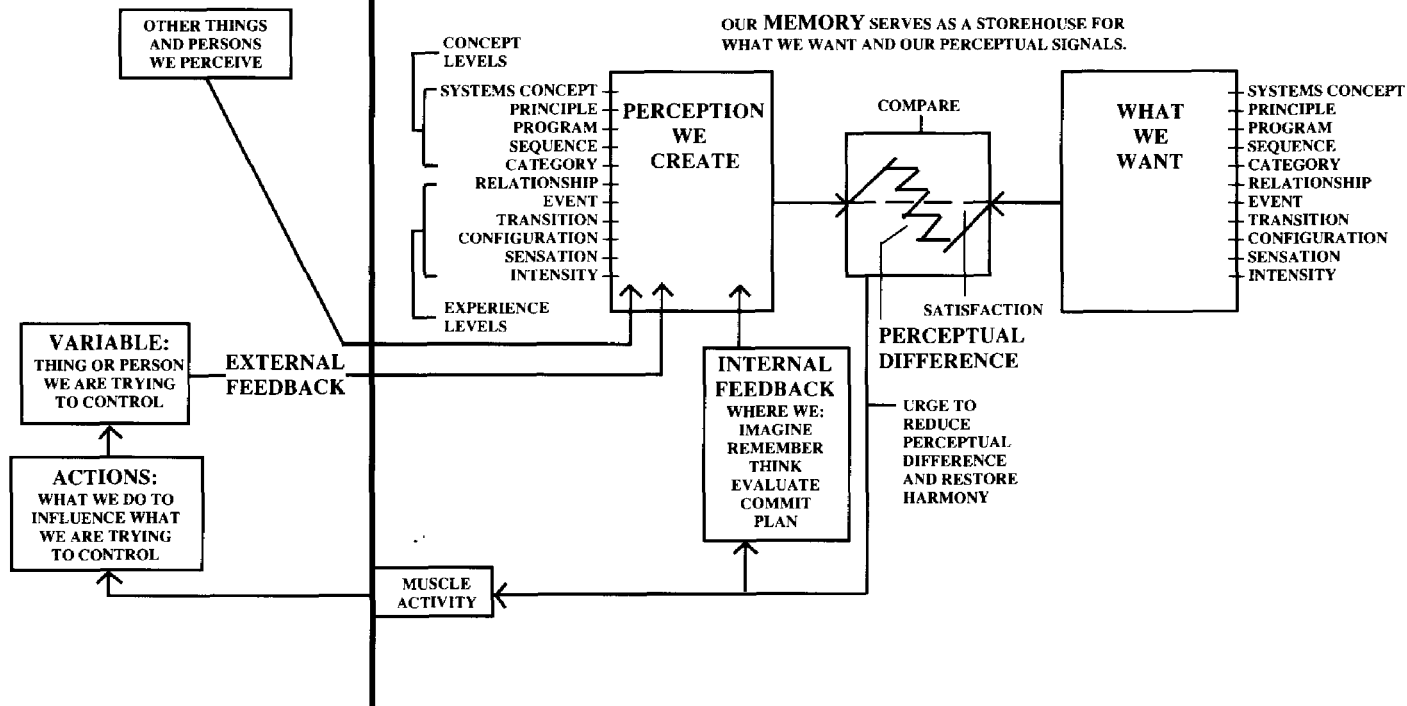 OTHER THINGS
AND PERSONS
WE PERCEIVE
OUR MEMORY SERVES AS A STOREHOUSE FOR
WHAT WE WANT AND OUR PERCEPTUAL SIGNALS.
CONCEPT
LEVELS
SYSTEMS CONCEPT
PRINCIPLE
PROGRAM
SEQUENCE
CATEGORY
RELATIONSHIP
EVENT
TRANSITION
CONFIGURATION
SENSATION
INTENSITY
EXPERIENCE
LEVELS
PERCEPTION
WE
CREATE
COMPARE
SATISFACTION
PERCEPTUAL
DIFFERENCE
WHAT
WE
WANT
SYSTEMS CONCEPT
PRINCIPLE
PROGRAM
SEQUENCE
CATEGORY
RELATIONSHIP
EVENT
TRANSITION
CONFIGURATION
SENSATION
INTENSITY
VARIABLE:
THING OR PERSON
WE ARE TRYING
TO CONTROL
EXTERNAL
FEEDBACK
INTERNAL
FEEDBACK
WHERE WE:
IMAGINE
REMEMBER
THINK
EVALUATE
COMMIT
PLAN
URGE TO
REDUCE
PERCEPTUAL
DIFFERENCE
AND RESTORE
HARMONY
ACTIONS:
WHAT WE DO TO
INFLUENCE WHAT
WE ARE TRYING
TO CONTROL
MUSCLE
ACTIVITY